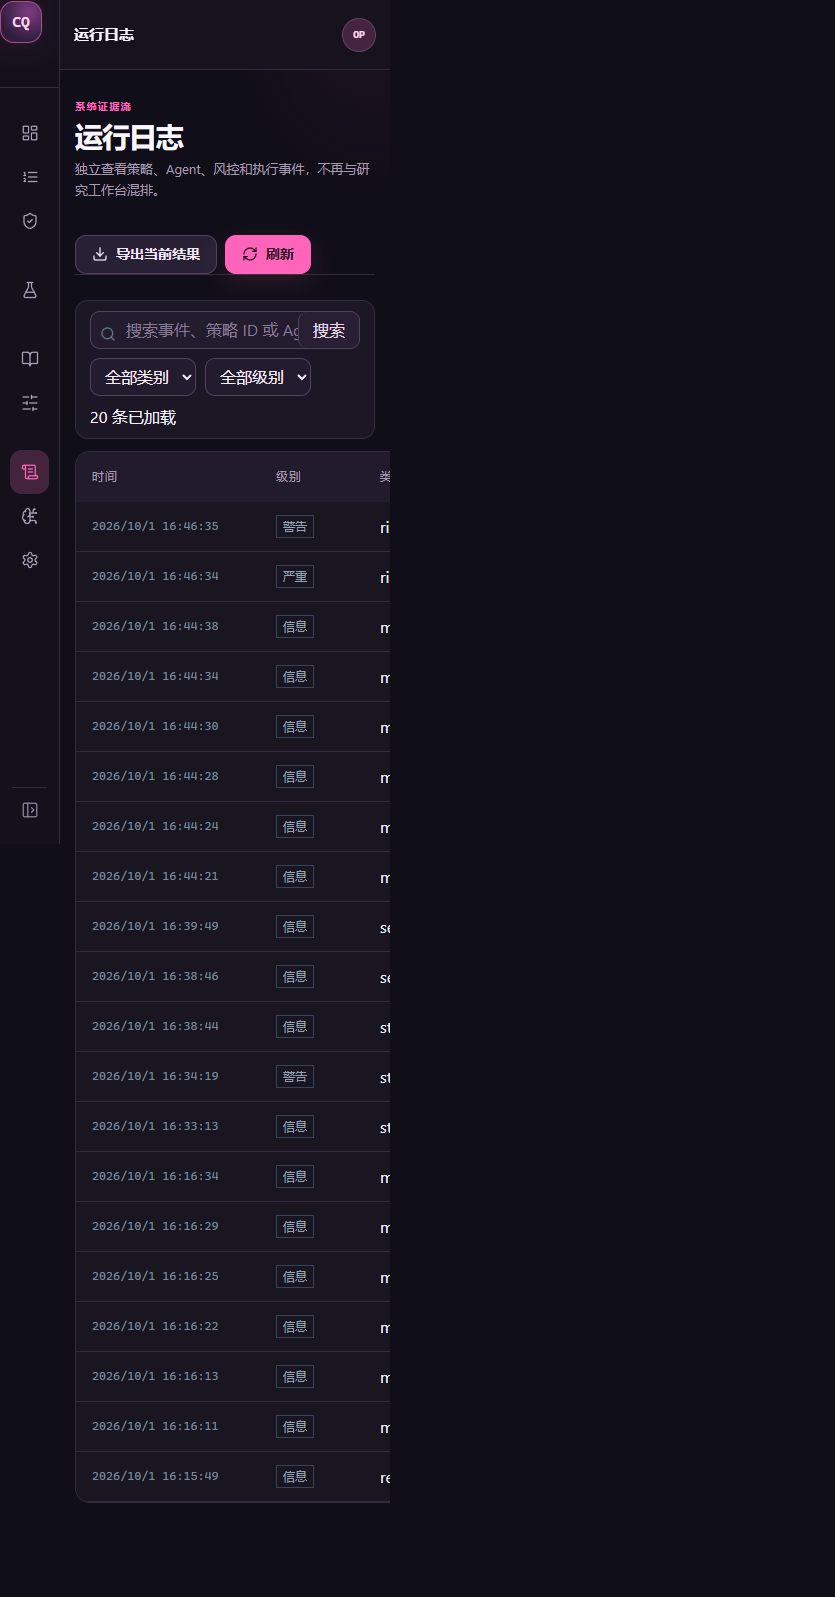 CQ
运行日志
OP
系统证据流
运行日志
独立查看策略、Agent、风控和执行事件，不再与研
究工作台混排。
导出当前结果 刷新
搜索事件、策略 ID 或 Ag 搜索
全部类别 全部级别
20 条已加载
时间 级别 类
2026/10/1 16:46:35 警告 ri
2026/10/1 16:46:34 严重 ri
2026/10/1 16:44:38 信息 m
2026/10/1 16:44:34 信息 m
2026/10/1 16:44:30 信息 m
2026/10/1 16:44:28 信息 m
2026/10/1 16:44:24 信息 m
2026/10/1 16:44:21 信息 m
2026/10/1 16:39:49 信息 se
2026/10/1 16:38:46 信息 se
2026/10/1 16:38:44 信息 st
2026/10/1 16:34:19 警告 st
2026/10/1 16:33:13 信息 st
2026/10/1 16:16:34 信息 m
2026/10/1 16:16:29 信息 m
2026/10/1 16:16:25 信息 m
2026/10/1 16:16:22 信息 m
2026/10/1 16:16:13 信息 m
2026/10/1 16:16:11 信息 m
2026/10/1 16:15:49 信息 re